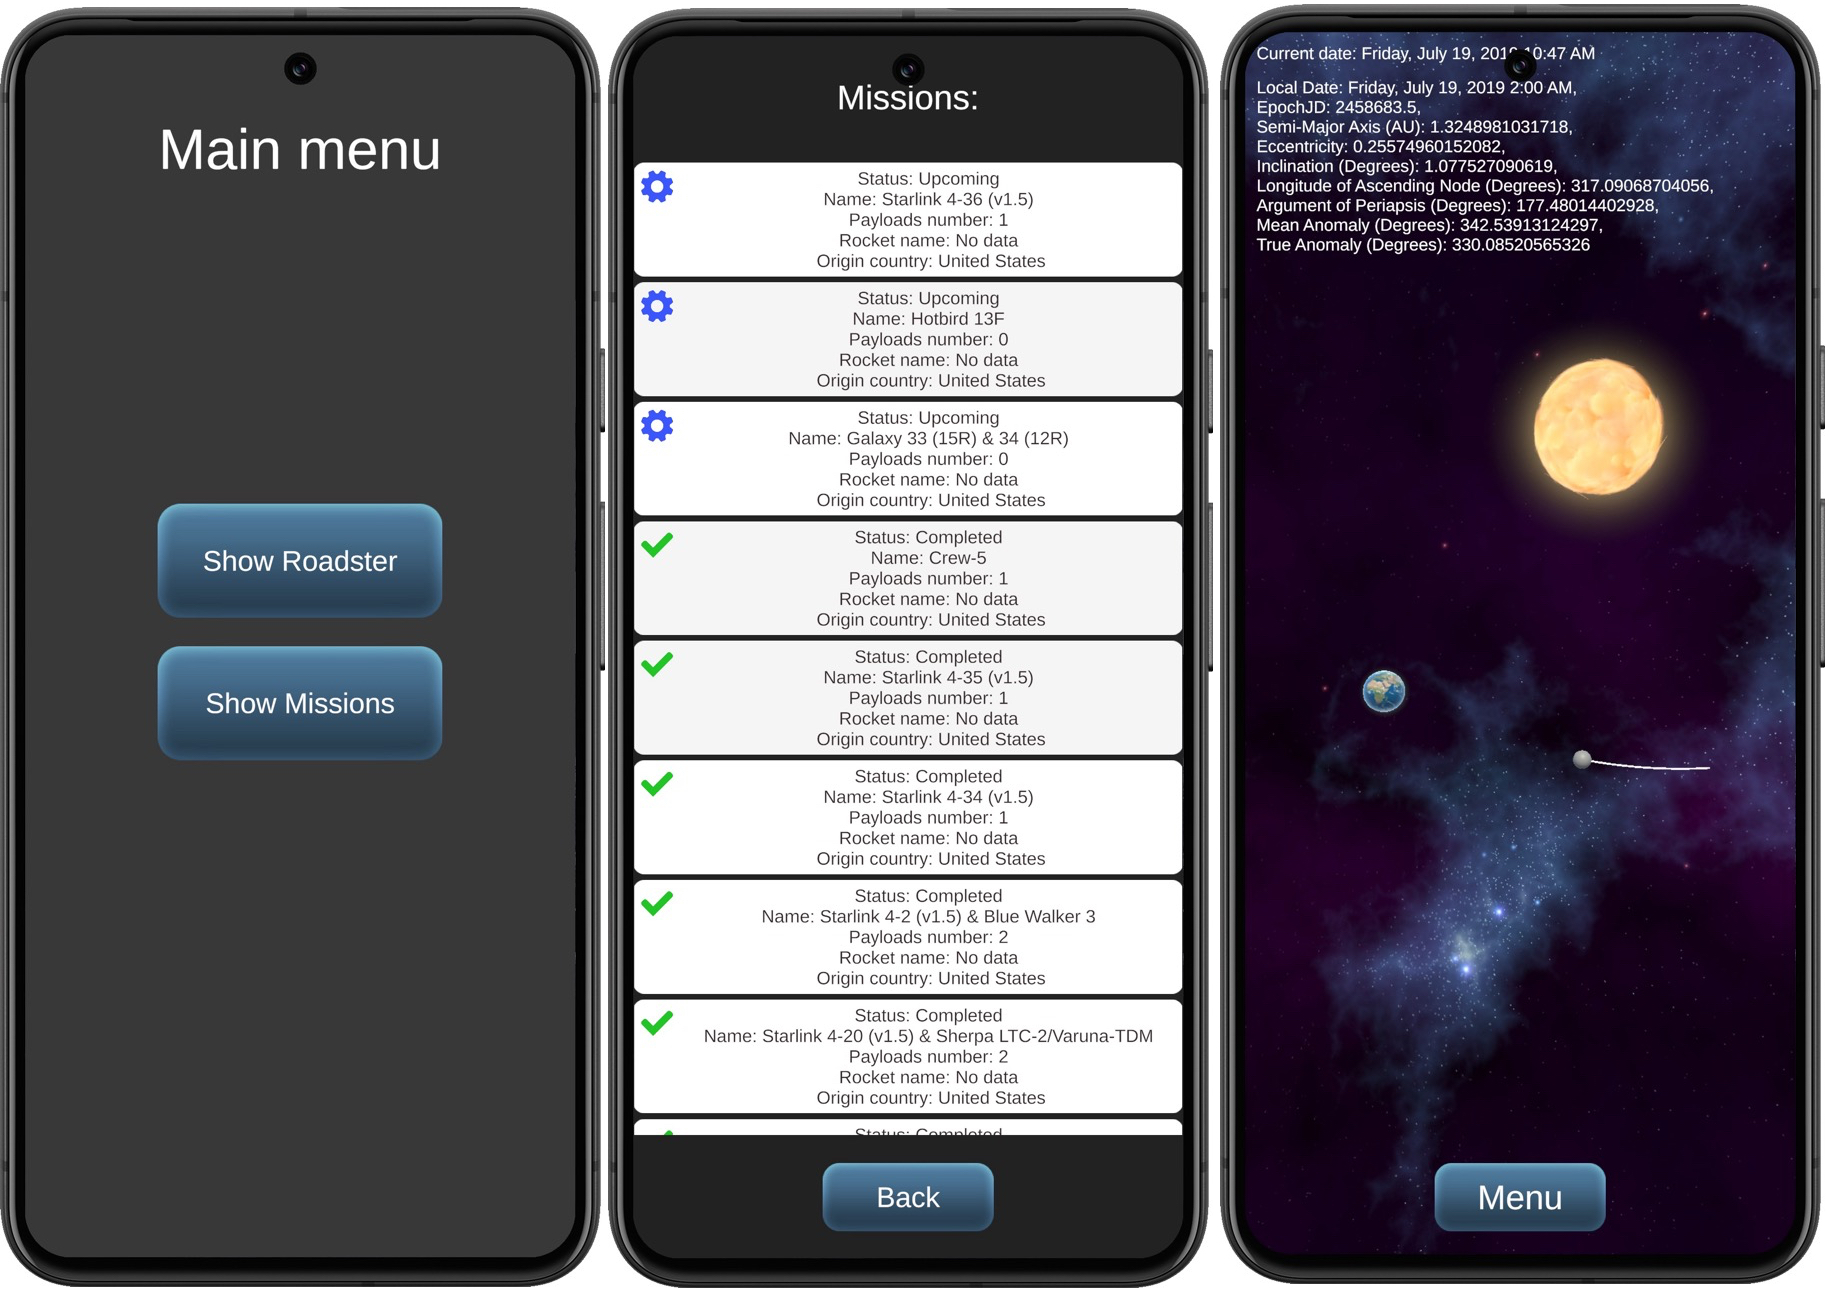 Main menu
Show Roadster
Show Missions
Missions:
Status: Upcoming
Name: Starlink 4-36 (v1.5)
Payloads number: 1
Rocket name: No data
Origin country: United States
Status: Upcoming
Name: Hotbird 13F
Payloads number: 0
Rocket name: No data
Origin country: United States
Status: Upcoming
Name: Galaxy 33 (15R) & 34 (12R)
Payloads number: 0
Rocket name: No data
Origin country: United States
Status: Completed
Name: Crew-5
Payloads number: 1
Rocket name: No data
Origin country: United States
Status: Completed
Name: Starlink 4-35 (v1.5)
Payloads number: 1
Rocket name: No data
Origin country: United States
Status: Completed
Name: Starlink 4-34 (v1.5)
Payloads number: 1
Rocket name: No data
Origin country: United States
Status: Completed
Name: Starlink 4-2 (v1.5) & Blue Walker 3
Payloads number: 2
Rocket name: No data
Origin country: United States
Status: Completed
Name: Starlink 4-20 (v1.5) & Sherpa LTC-2/Varuna-TDM
Payloads number: 2
Rocket name: No data
Origin country: United States
Status: Completed
Back
Current date: Friday, July 19, 2019 10:47 AM
Local Date: Friday, July 19, 2019 2:00 AM,
EpochJD: 2458683.5,
Semi-Major Axis (AU): 1.3248981031718,
Eccentricity: 0.25574960152082,
Inclination (Degrees): 1.077527090619,
Longitude of Ascending Node (Degrees): 317.09068704056,
Argument of Periapsis (Degrees): 177.48014402928,
Mean Anomaly (Degrees): 342.53913124297,
True Anomaly (Degrees): 330.08520565326
Menu